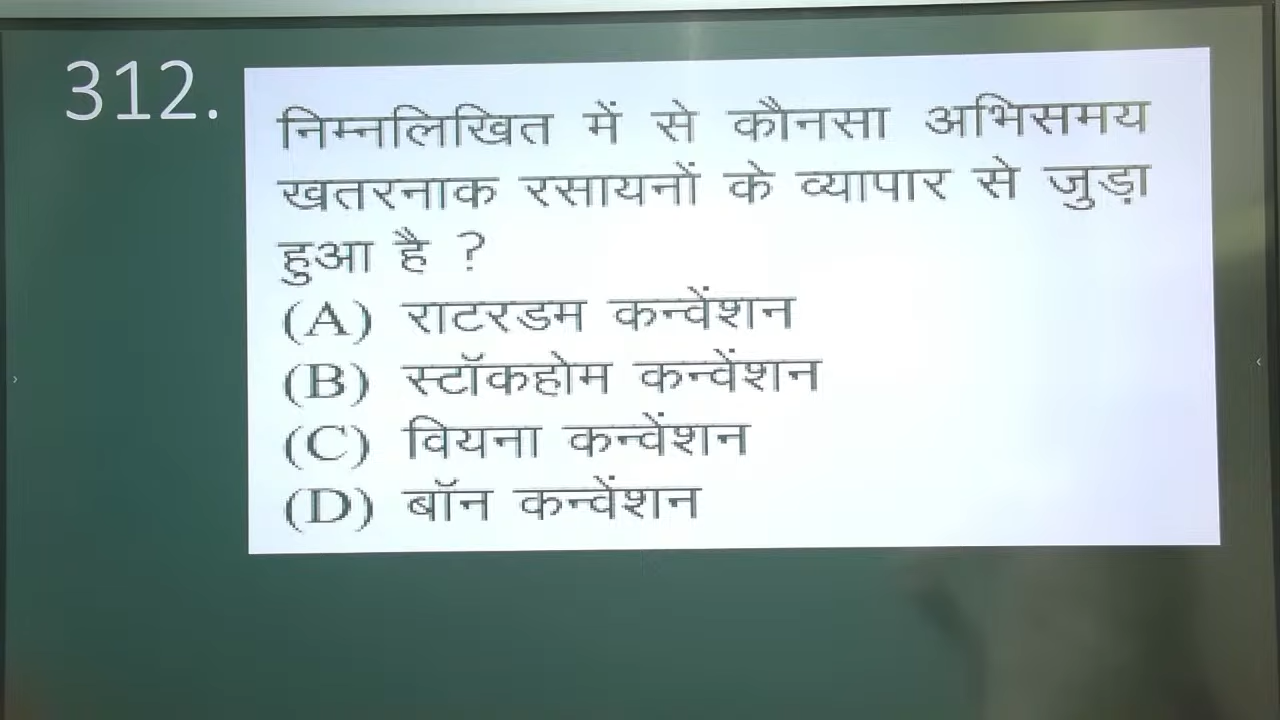 312.
निम्नलिखित में से कौनसा अभिसमय
खतरनाक रसायनों के व्यापार से जुड़ा
हुआ है ?
(A) राटरडम कन्वेंशन
(B) स्टॉकहोम कन्वेंशन
(C) वियना कन्वेंशन
(D) बॉन कन्वेंशन